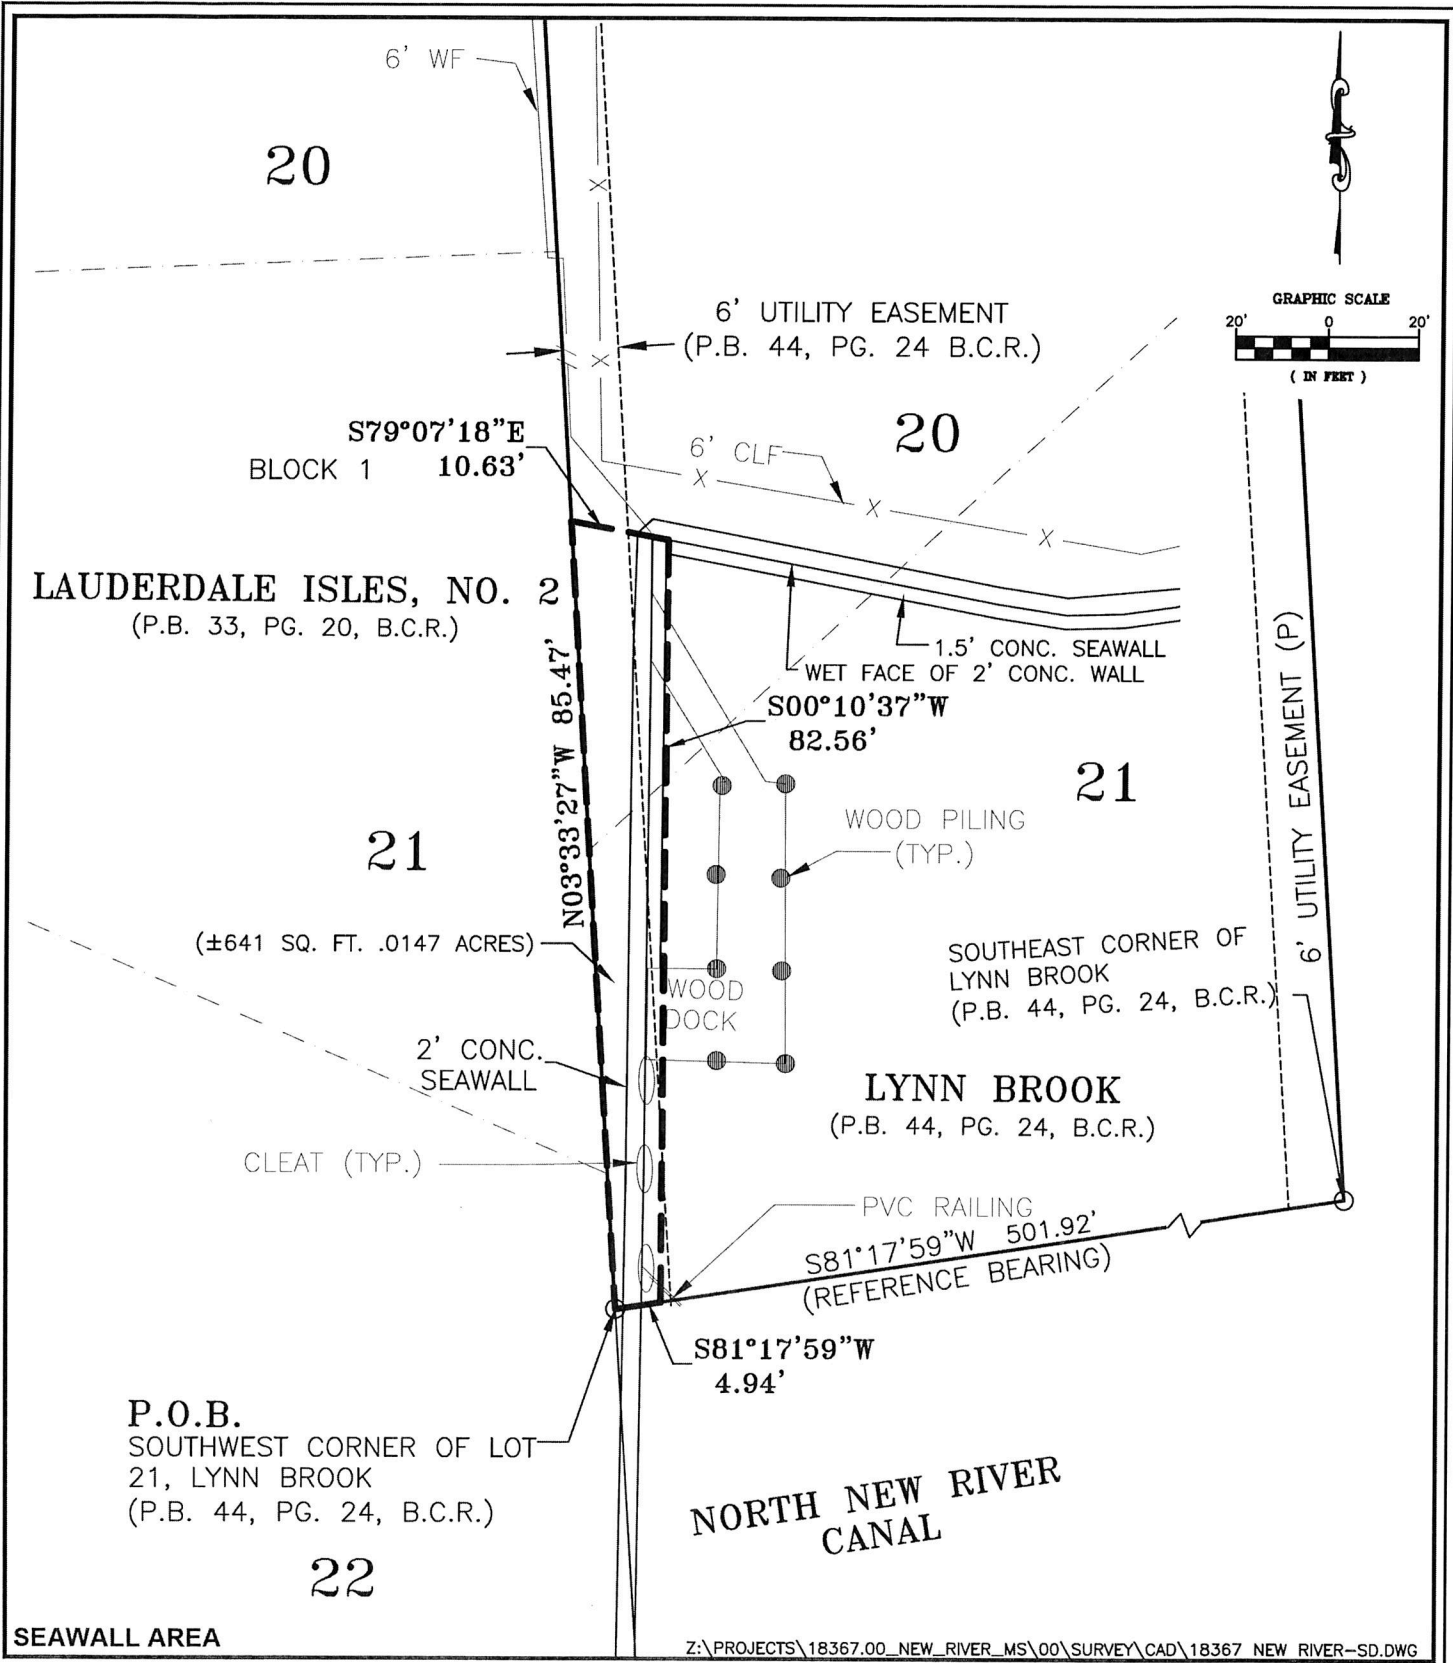 6' WF
20
GRAPHIC SCALE
20' 0 20'
( IN FEET )
6' UTILITY EASEMENT
(P.B. 44, PG. 24 B.C.R.)
20
S79°07'18"E
BLOCK 1 10.63'
6' CLF
X
X
X
X
X
LAUDERDALE ISLES, NO. 2
(P.B. 33, PG. 20, B.C.R.)
1.5' CONC. SEAWALL
WET FACE OF 2' CONC. WALL
S00°10'37"W
82.56'
N03°33'27"W 85.47'
21
21
WOOD PILING
(TYP.)
6' UTILITY EASEMENT (P)
(±641 SQ. FT. .0147 ACRES)
SOUTHEAST CORNER OF
LYNN BROOK
(P.B. 44, PG. 24, B.C.R.)
WOOD
DOCK
2' CONC.
SEAWALL
LYNN BROOK
(P.B. 44, PG. 24, B.C.R.)
CLEAT (TYP.)
PVC RAILING
S81°17'59"W 501.92'
(REFERENCE BEARING)
S81°17'59"W
4.94'
P.O.B.
SOUTHWEST CORNER OF LOT
21, LYNN BROOK
(P.B. 44, PG. 24, B.C.R.)
NORTH NEW RIVER
CANAL
22
SEAWALL AREA
Z:\PROJECTS\18367.00_NEW_RIVER_MS\00\SURVEY\CAD\18367 NEW RIVER-SD.DWG